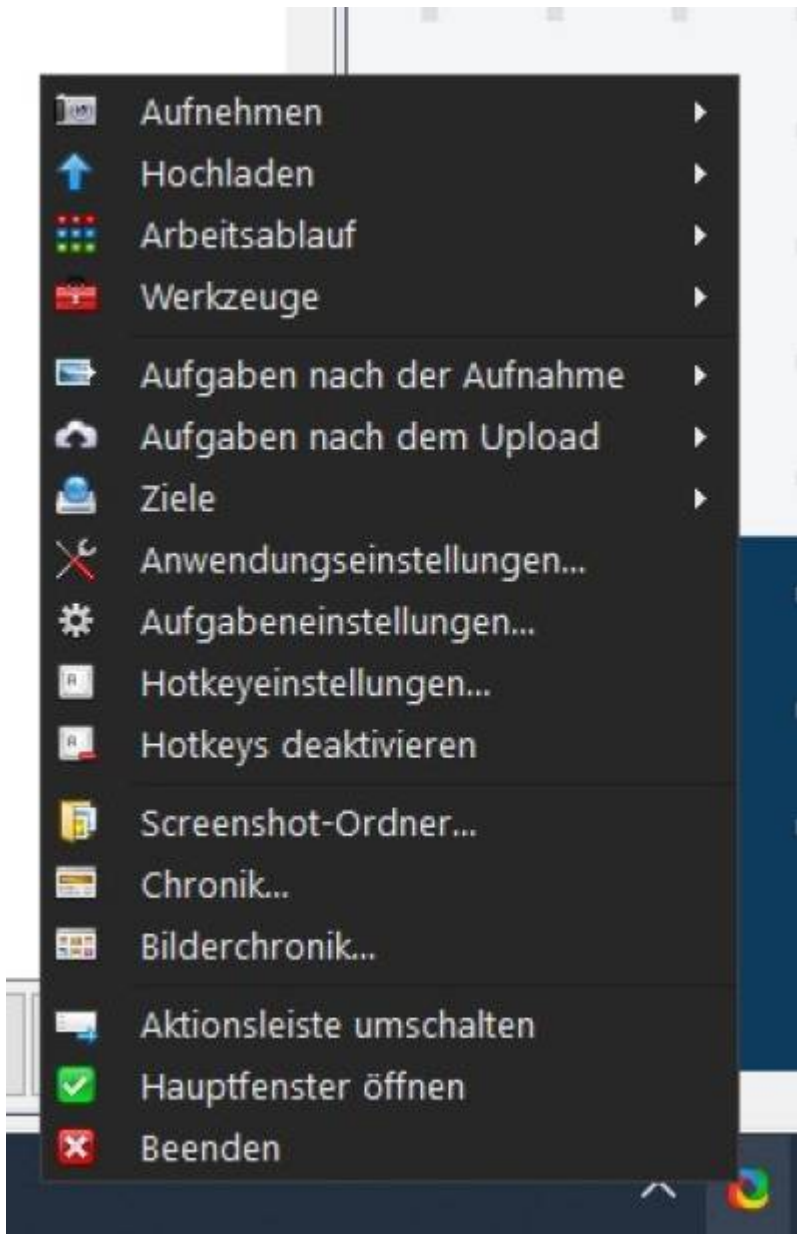 Aufnehmen
Hochladen
Arbeitsablauf
Werkzeuge
Aufgaben nach der Aufnahme
Aufgaben nach dem Upload
Ziele
Anwendungseinstellungen...
Aufgabeneinstellungen...
Hotkeyeinstellungen...
Hotkeys deaktivieren
Screenshot-Ordner...
Chronik...
Bilderchronik...
Aktionsleiste umschalten
Hauptfenster öffnen
Beenden